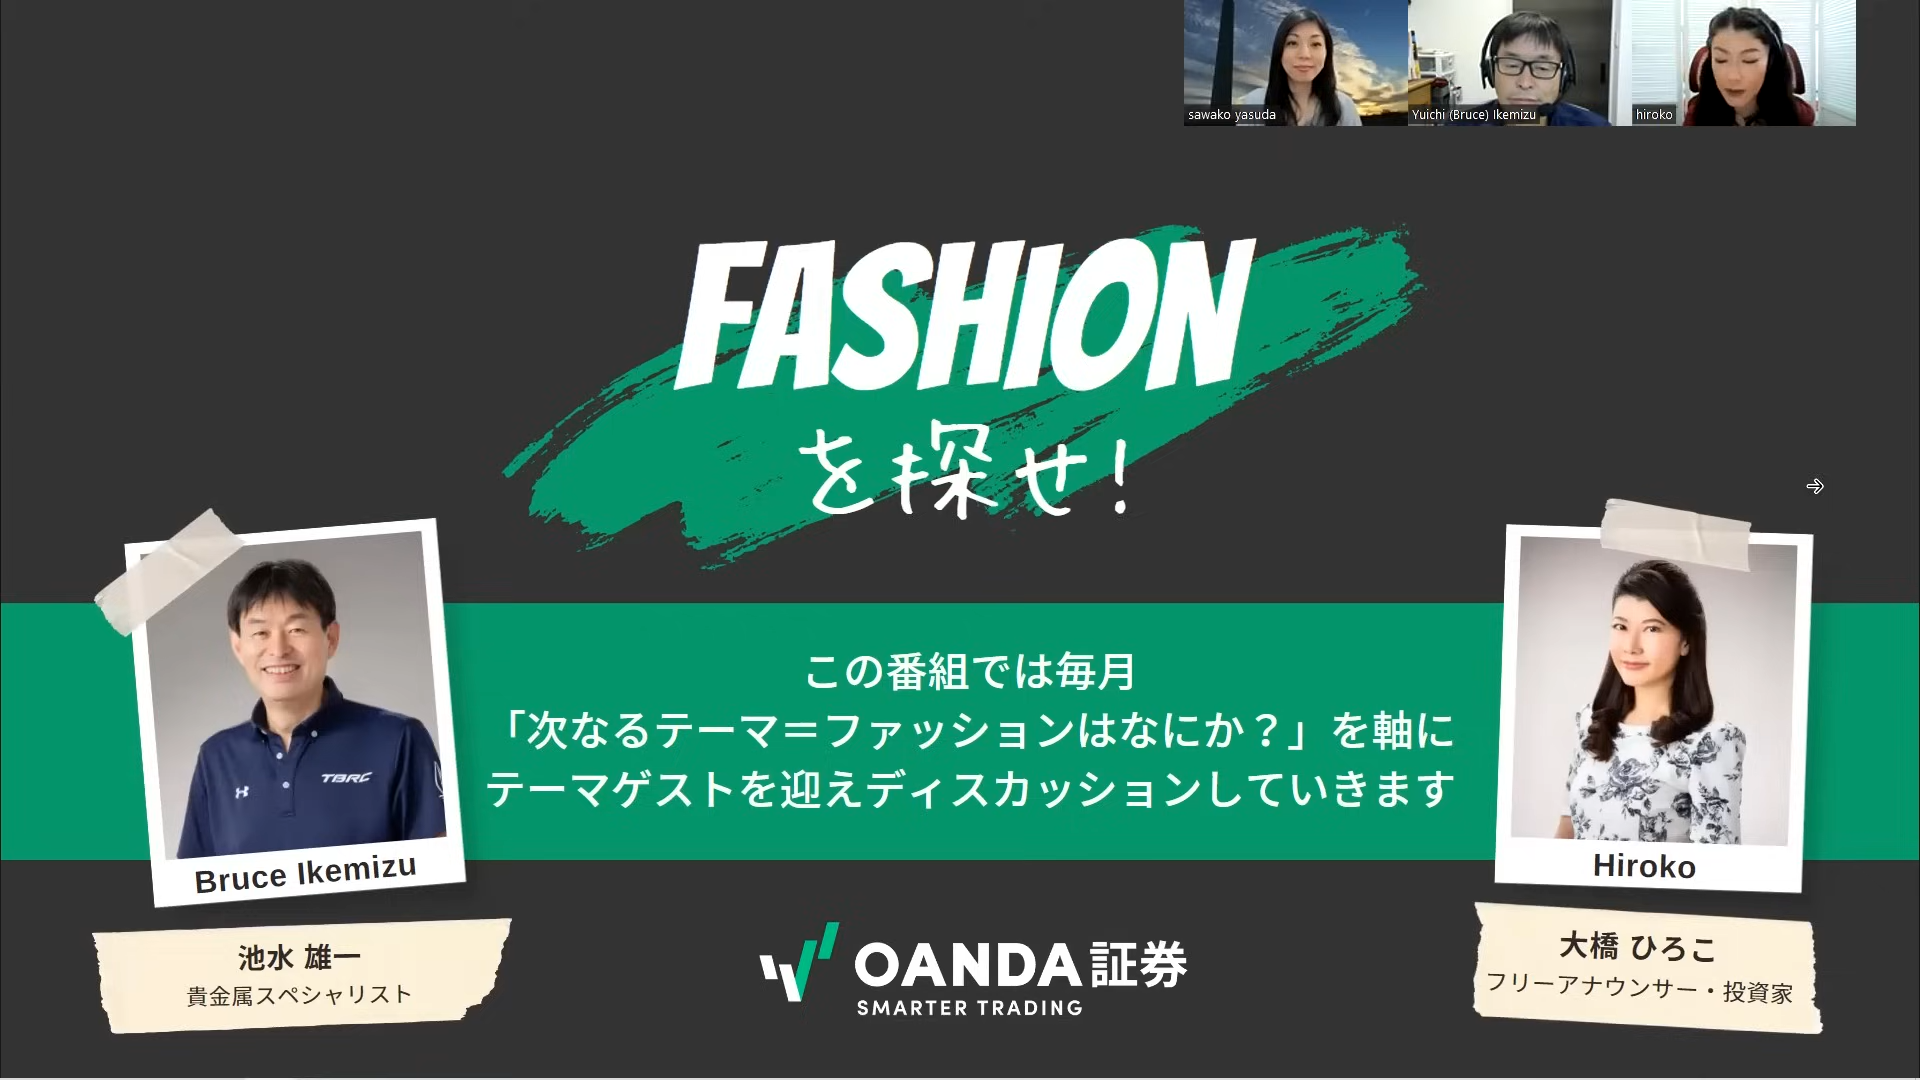 sawako yasuda
Yuichi (Bruce) Ikemizu
hiroko
FASHION
を探せ!
この番組では毎月
「次なるテーマ＝ファッションはなにか？」を軸に
テーマゲストを迎えディスカッションしていきます
TBRC
Bruce Ikemizu
池水 雄一
貴金属スペシャリスト
Hiroko
大橋 ひろこ
フリーアナウンサー・投資家
OANDA 証券
SMARTER TRADING